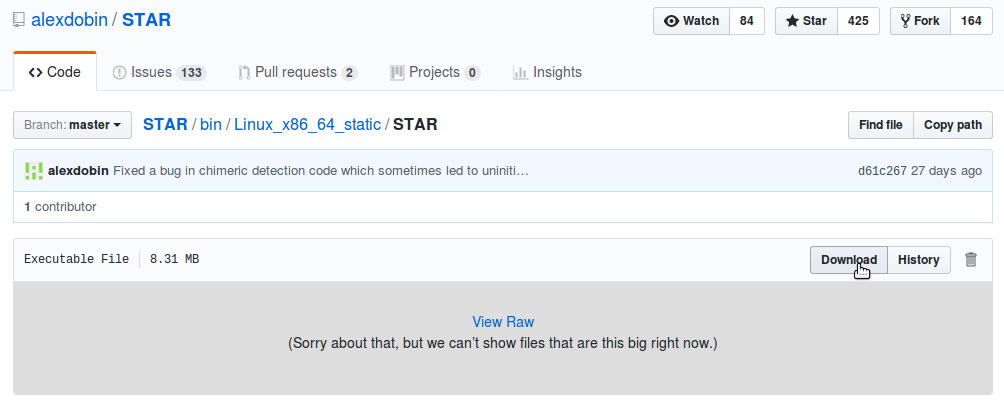 alexdobin / STAR
Watch 84 Star 425 Fork 164
Code Issues 133 Pull requests 2 Projects 0 Insights
Branch: master STAR / bin / Linux_x86_64_static / STAR Find file Copy path
alexdobin Fixed a bug in chimeric detection code which sometimes led to uniniti… d61c267 27 days ago
1 contributor
Executable File 8.31 MB Download History
View Raw
(Sorry about that, but we can’t show files that are this big right now.)